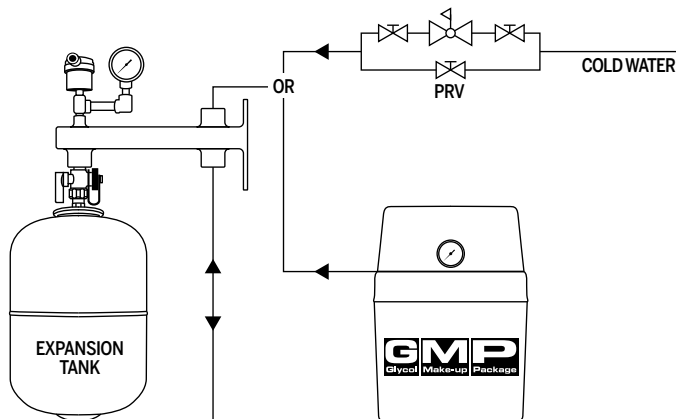 COLD WATER
PRV
OR
EXPANSION
TANK
GMP
Glycol Make-up Package